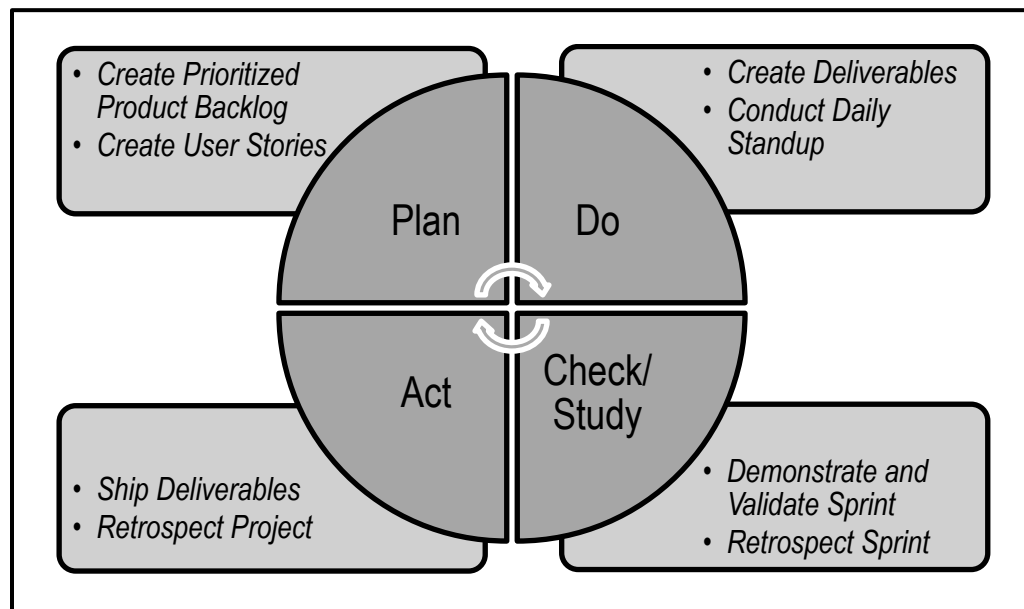 • Create Prioritized
Product Backlog
• Create User Stories
• Create Deliverables
• Conduct Daily
Standup
Plan
Do
Act
Check/
Study
• Ship Deliverables
• Retrospect Project
• Demonstrate and
Validate Sprint
• Retrospect Sprint